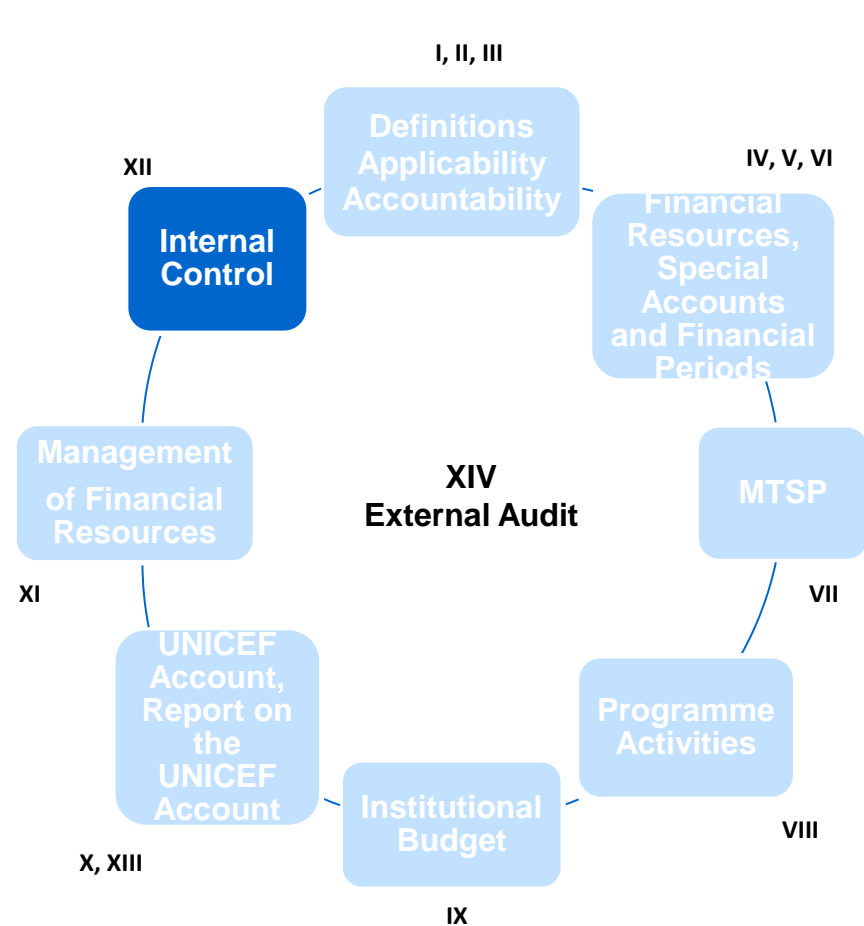 I, II, III
Definitions
Applicability
Accountability
IV, V, VI
Financial
Resources,
Special
Accounts
and Financial
Periods
MTSP
VII
Programme
Activities
VIII
Institutional
Budget
IX
UNICEF
Account,
Report on
the
UNICEF
Account
X, XIII
Management
of Financial
Resources
XI
XII
Internal
Control
XIV
External Audit